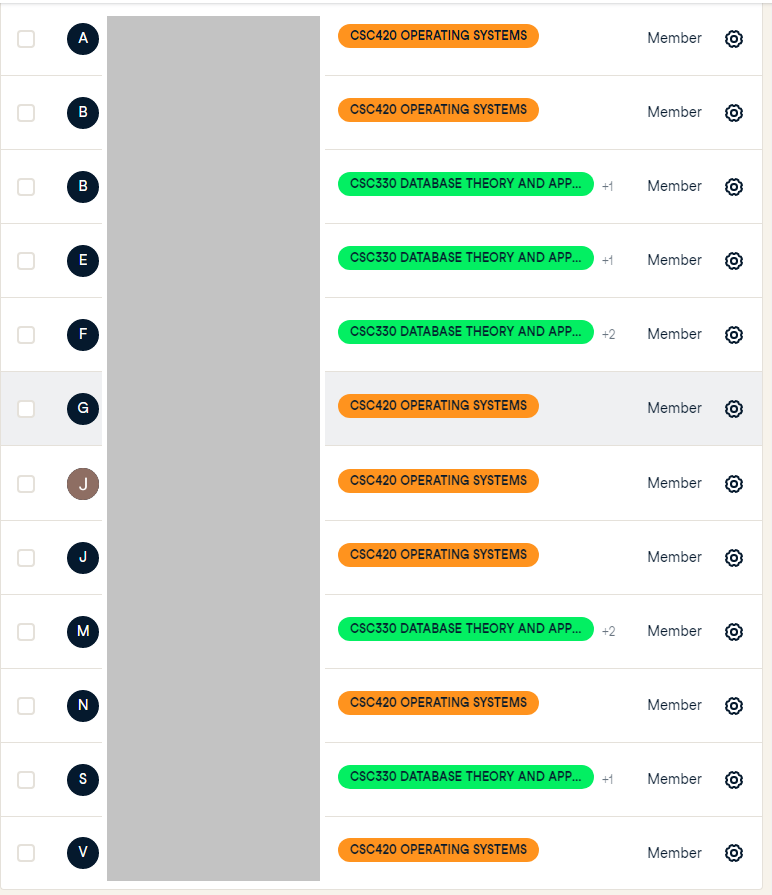 A CSC420 OPERATING SYSTEMS Member
B CSC420 OPERATING SYSTEMS Member
B CSC330 DATABASE THEORY AND APP... +1 Member
E CSC330 DATABASE THEORY AND APP... +1 Member
F CSC330 DATABASE THEORY AND APP... +2 Member
G CSC420 OPERATING SYSTEMS Member
J CSC420 OPERATING SYSTEMS Member
J CSC420 OPERATING SYSTEMS Member
M CSC330 DATABASE THEORY AND APP... +2 Member
N CSC420 OPERATING SYSTEMS Member
S CSC330 DATABASE THEORY AND APP... +1 Member
V CSC420 OPERATING SYSTEMS Member